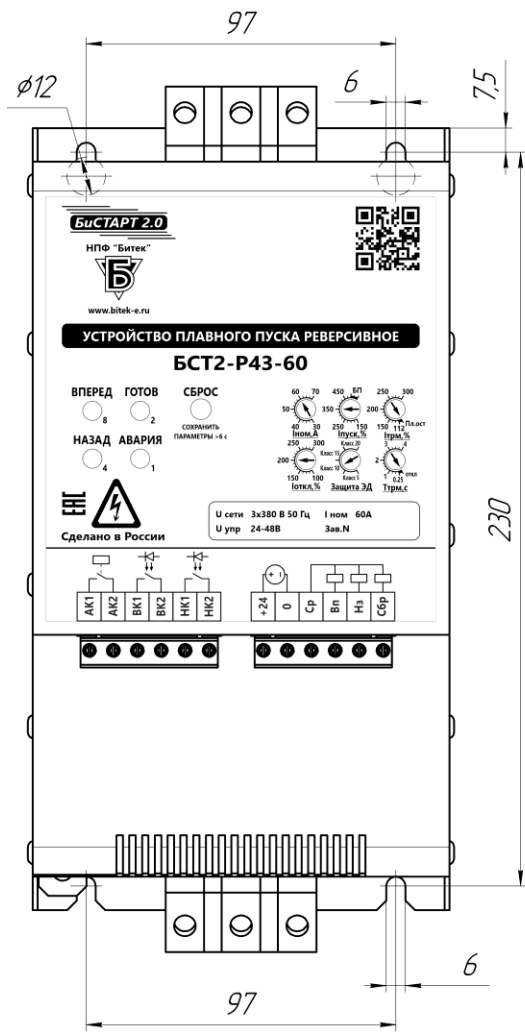 97
⌀12
6
7,5
БиСТАРТ 2.0
НПФ "Битек"
Б
www.bitek-e.ru
УСТРОЙСТВО ПЛАВНОГО ПУСКА РЕВЕРСИВНОЕ
БСТ2-Р43-60
ВПЕРЕД ГОТОВ СБРОС
8 2
СОХРАНИТЬ
ПАРАМЕТРЫ >6 с
НАЗАД АВАРИЯ
4 1
60 70
50
40 30
Iном,А
450 БП
350
250 150
Iпуск,%
250 300
200
150 112 Пл.ост
Iтрм,%
250 300
200
150 100
Iоткл,%
Класс 20
Класс 15
Класс 10
Класс 5
Защита ЭД
3 4
2
1 0.25 откл
Tтрм,с
ЕАС
Сделано в России
U сети 3х380 В 50 Гц I ном 60А
U упр 24-48В Зав.N
+ −
АК1 АК2 ВК1 ВК2 НК1 НК2 +24 0 Ср Вп Нз Сбр
230
6
97